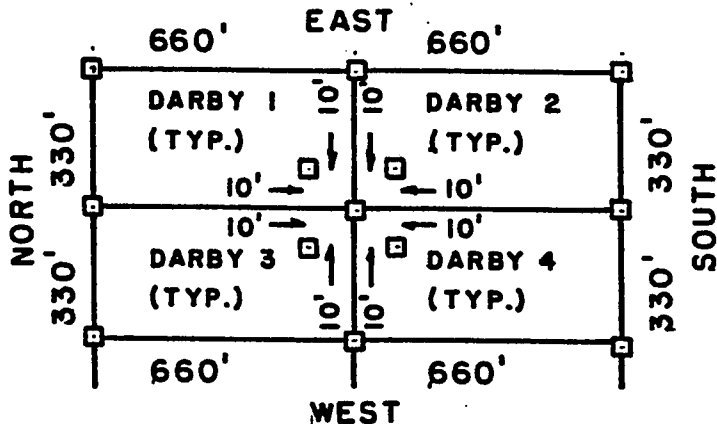 EAST
660' 660'
DARBY 1 10' 10' DARBY 2
(TYP.) (TYP.)
330' 330'
NORTH SOUTH
10' 10'
10' 10'
DARBY 3 DARBY 4
(TYP.) (TYP.)
330' 10' 10' 330'
660' 660'
WEST